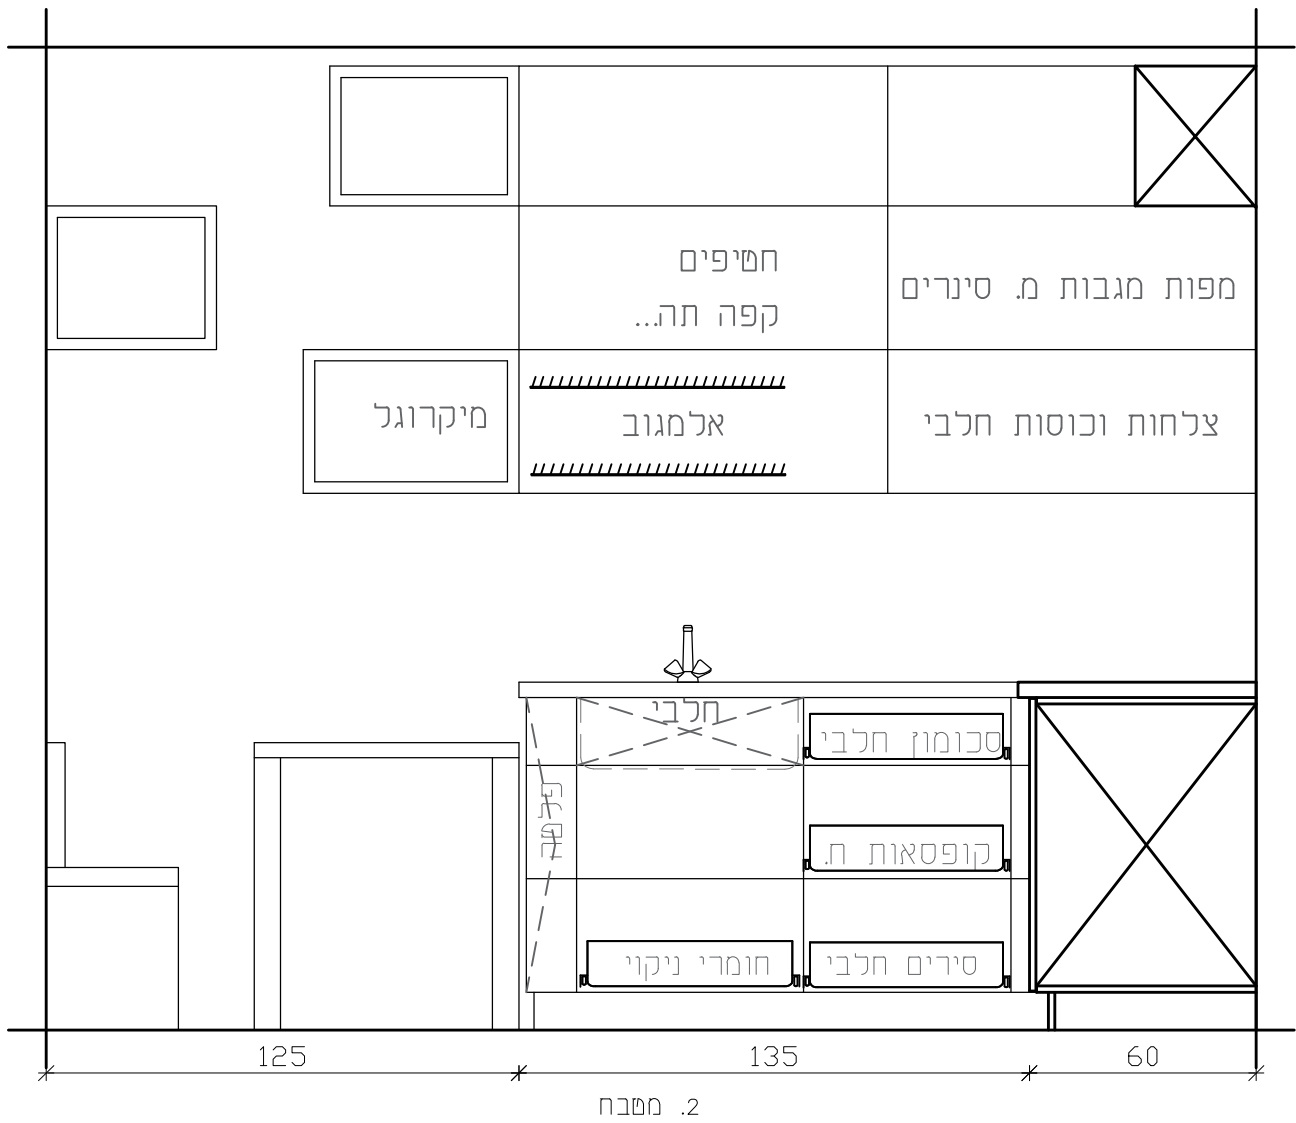 חטיפים
קפה תה...
מפות מגבות מ. סינרים
מיקרוגל
אלמגוב
צלחות וכוסות חלבי
חלבי
סכומון חלבי
קופסאות ח.
חומרי ניקוי
סירים חלבי
125
135
60
2. מטבח